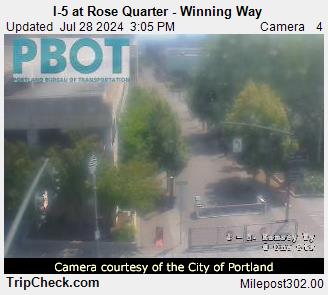 I-5 at Rose Quarter - Winning Way
Updated Jul 28 2024 3:05 PM Camera 4
PBOT
PORTLAND BUREAU OF TRANSPORTATION
Camera courtesy of the City of Portland
TripCheck.com Milepost302.00